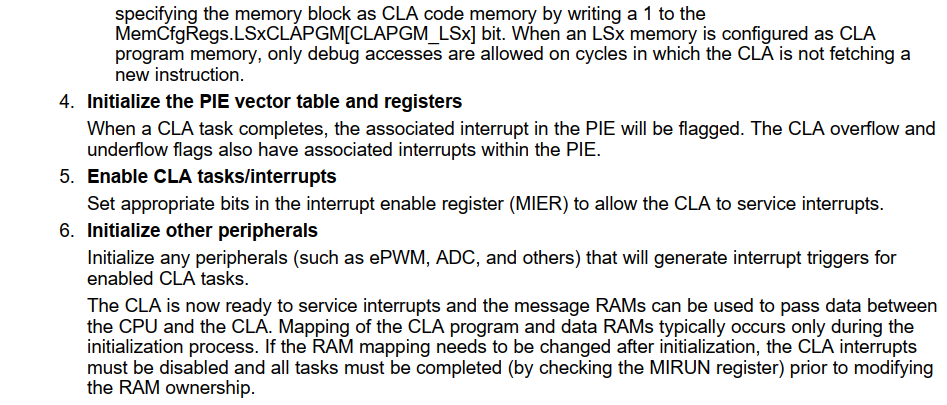 specifying the memory block as CLA code memory by writing a 1 to the
MemCfgRegs.LSxCLAPGM[CLAPGM_LSx] bit. When an LSx memory is configured as CLA
program memory, only debug accesses are allowed on cycles in which the CLA is not fetching a
new instruction.
4. Initialize the PIE vector table and registers
When a CLA task completes, the associated interrupt in the PIE will be flagged. The CLA overflow and
underflow flags also have associated interrupts within the PIE.
5. Enable CLA tasks/interrupts
Set appropriate bits in the interrupt enable register (MIER) to allow the CLA to service interrupts.
6. Initialize other peripherals
Initialize any peripherals (such as ePWM, ADC, and others) that will generate interrupt triggers for
enabled CLA tasks.
The CLA is now ready to service interrupts and the message RAMs can be used to pass data between
the CPU and the CLA. Mapping of the CLA program and data RAMs typically occurs only during the
initialization process. If the RAM mapping needs to be changed after initialization, the CLA interrupts
must be disabled and all tasks must be completed (by checking the MIRUN register) prior to modifying
the RAM ownership.